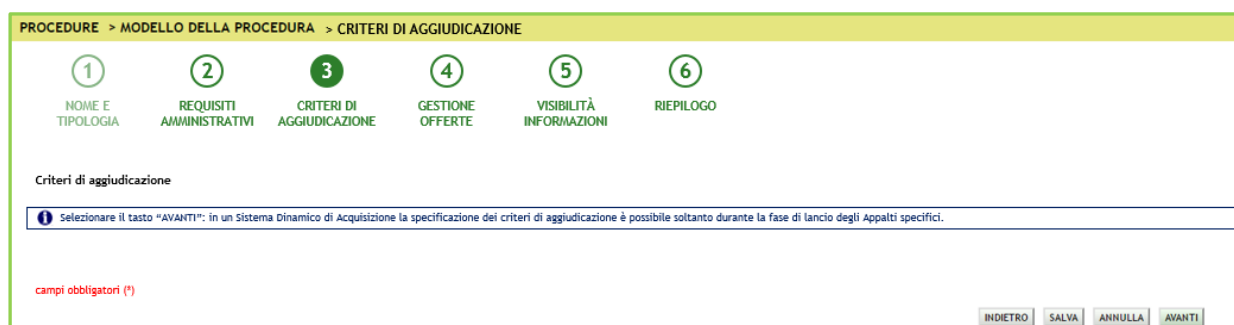 PROCEDURE > MODELLO DELLA PROCEDURA > CRITERI DI AGGIUDICAZIONE
1 2 3 4 5 6
NOME E TIPOLOGIA
REQUISITI AMMINISTRATIVI
CRITERI DI AGGIUDICAZIONE
GESTIONE OFFERTE
VISIBILITÀ INFORMAZIONI
RIEPILOGO
Criteri di aggiudicazione
Selezionare il tasto “AVANTI”: in un Sistema Dinamico di Acquisizione la specificazione dei criteri di aggiudicazione è possibile soltanto durante la fase di lancio degli Appalti specifici.
campi obbligatori (*)
INDIETRO SALVA ANNULLA AVANTI